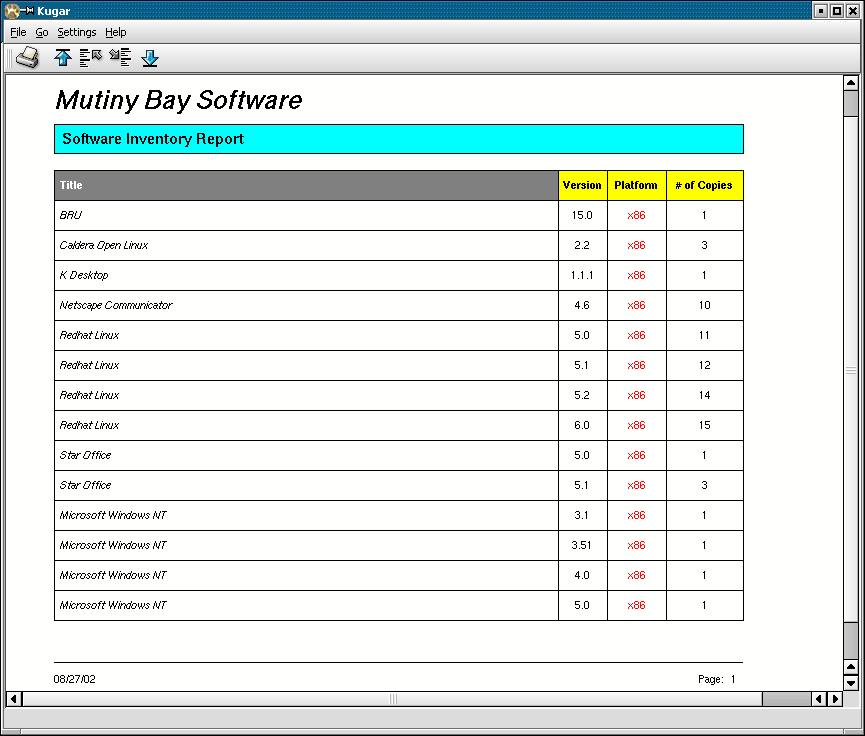 Kugar
File Go Settings Help
Mutiny Bay Software
Software Inventory Report
Title Version Platform # of Copies
BRU 15.0 x86 1
Caldera Open Linux 2.2 x86 3
K Desktop 1.1.1 x86 1
Netscape Communicator 4.6 x86 10
Redhat Linux 5.0 x86 11
Redhat Linux 5.1 x86 12
Redhat Linux 5.2 x86 14
Redhat Linux 6.0 x86 15
Star Office 5.0 x86 1
Star Office 5.1 x86 3
Microsoft Windows NT 3.1 x86 1
Microsoft Windows NT 3.51 x86 1
Microsoft Windows NT 4.0 x86 1
Microsoft Windows NT 5.0 x86 1
08/27/02 Page: 1